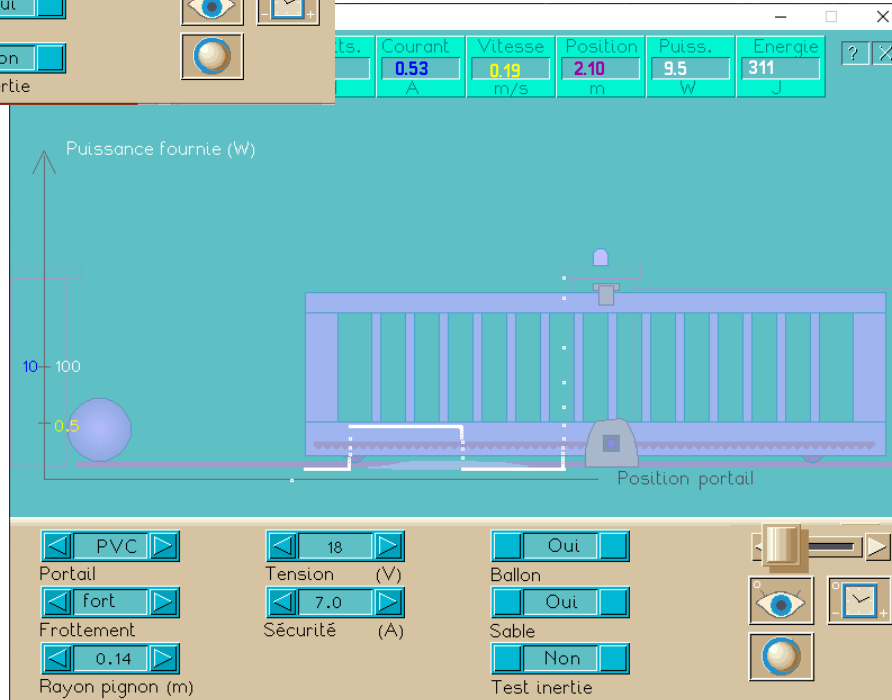 Courant Vitesse Position Puiss. Energie
0.53 0.19 2.10 9.5 311
A m/s m W J
? X
Puissance fournie (W)
10 100
0.5
Position portail
PVC 18 Oui
Portail Tension (V) Ballon
fort 7.0 Oui
Frottement Sécurité (A) Sable
0.14 Non
Rayon pignon (m) Test inertie